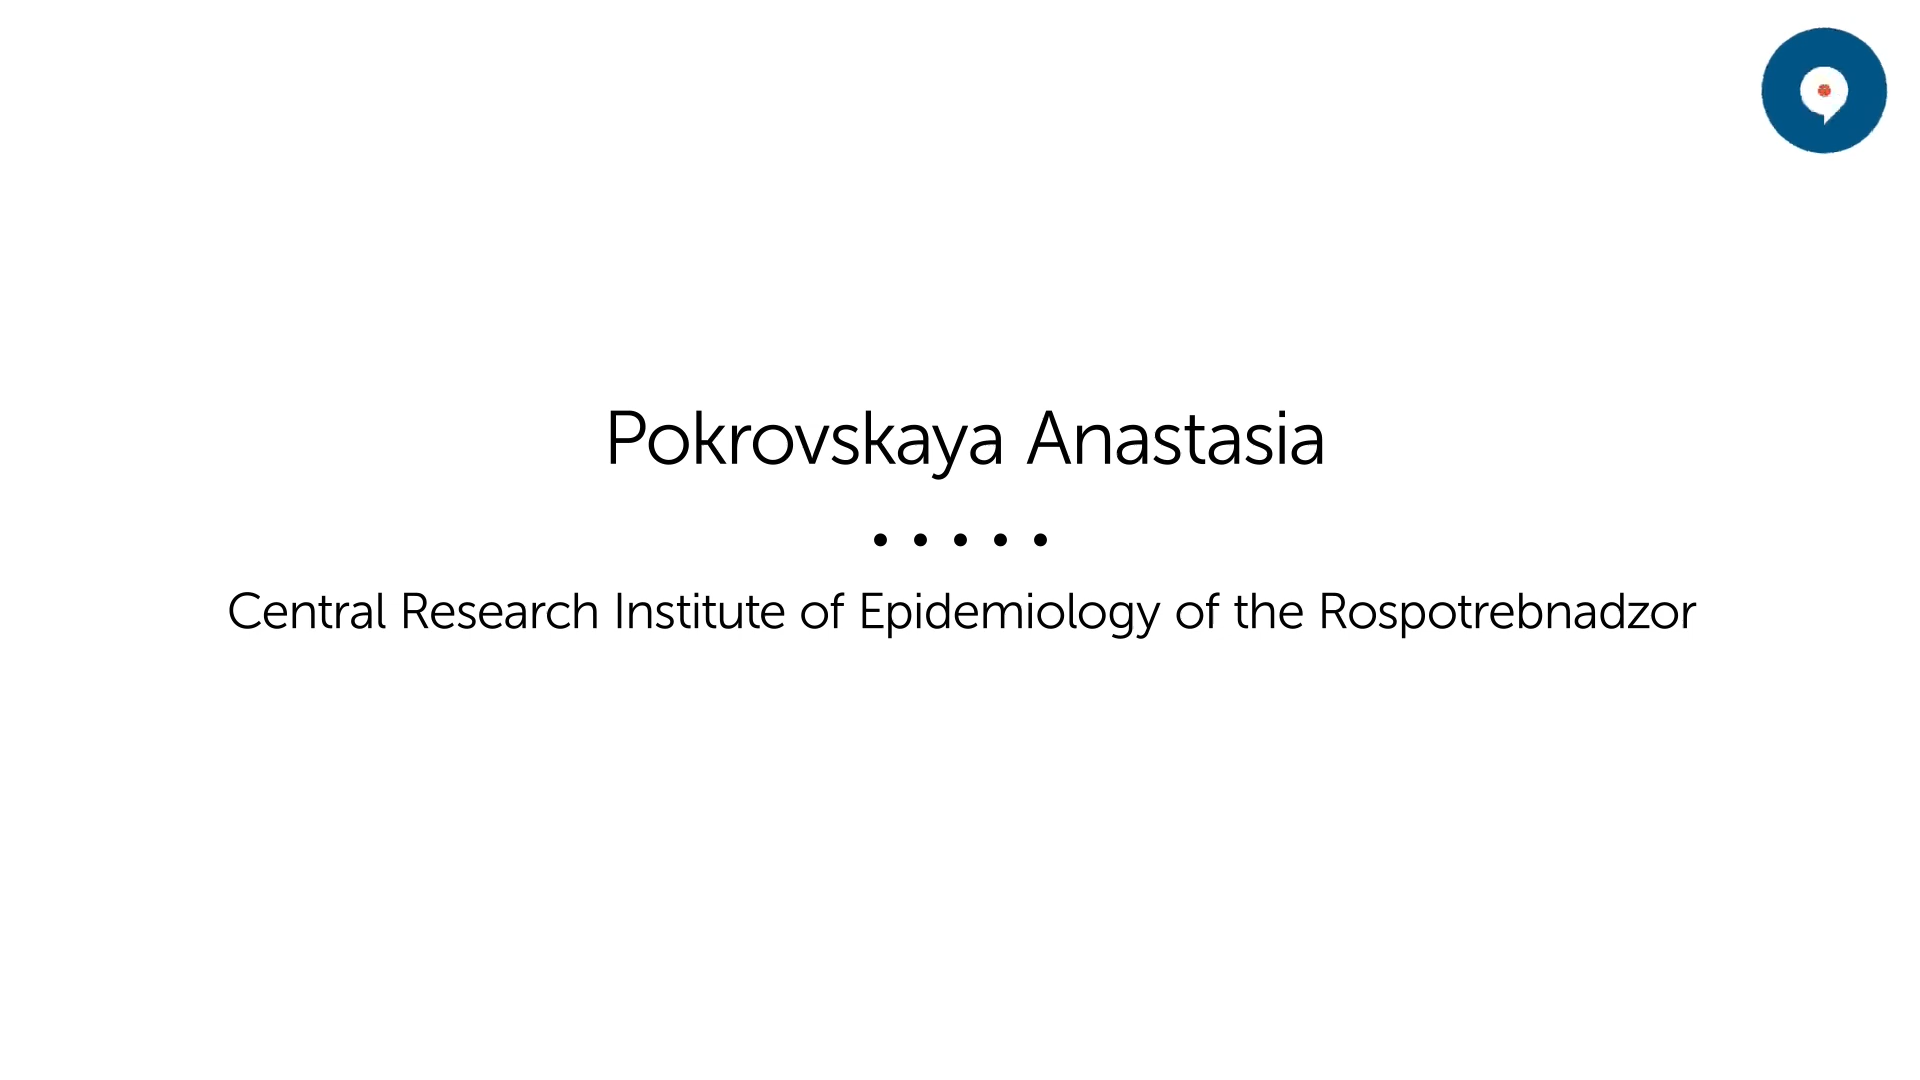 Pokrovskaya Anastasia
• • • • •
Central Research Institute of Epidemiology of the Rospotrebnadzor